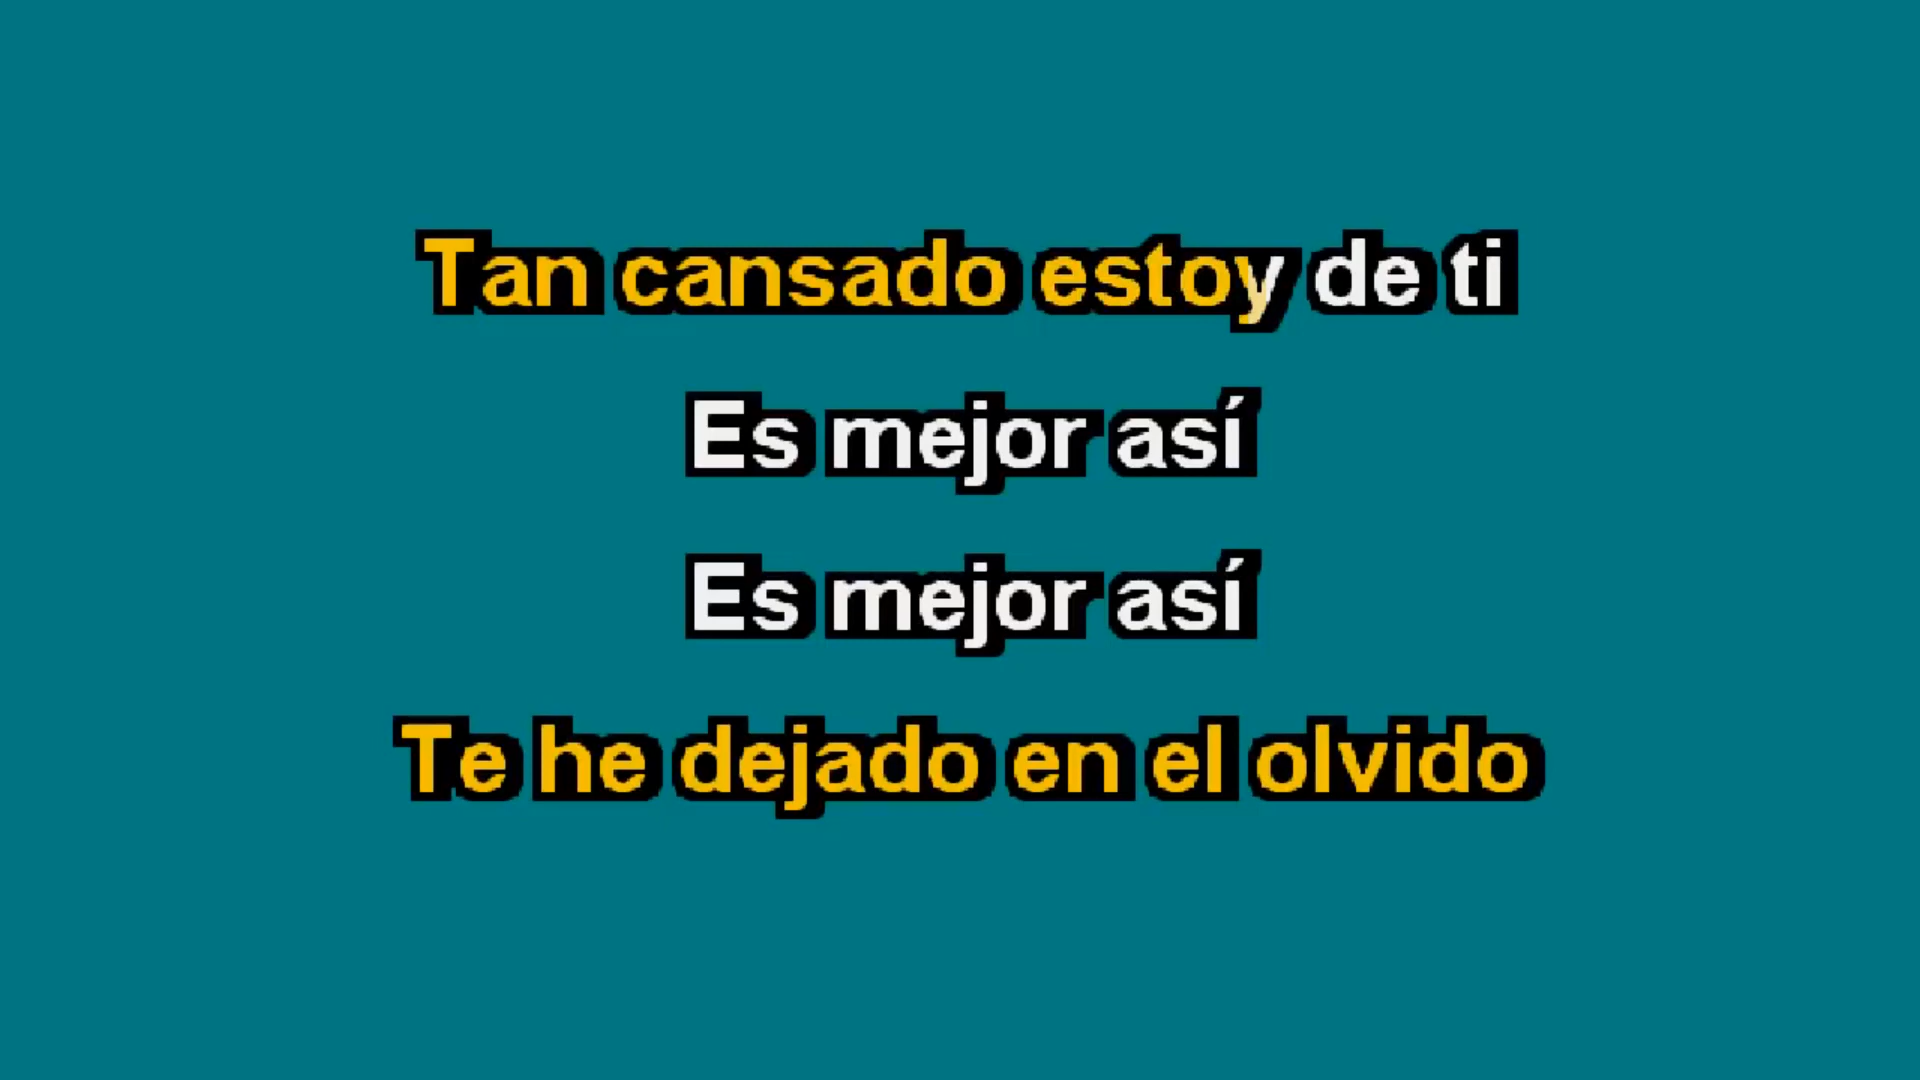 Tan cansado estoy de ti
Es mejor así
Es mejor así
Te he dejado en el olvido